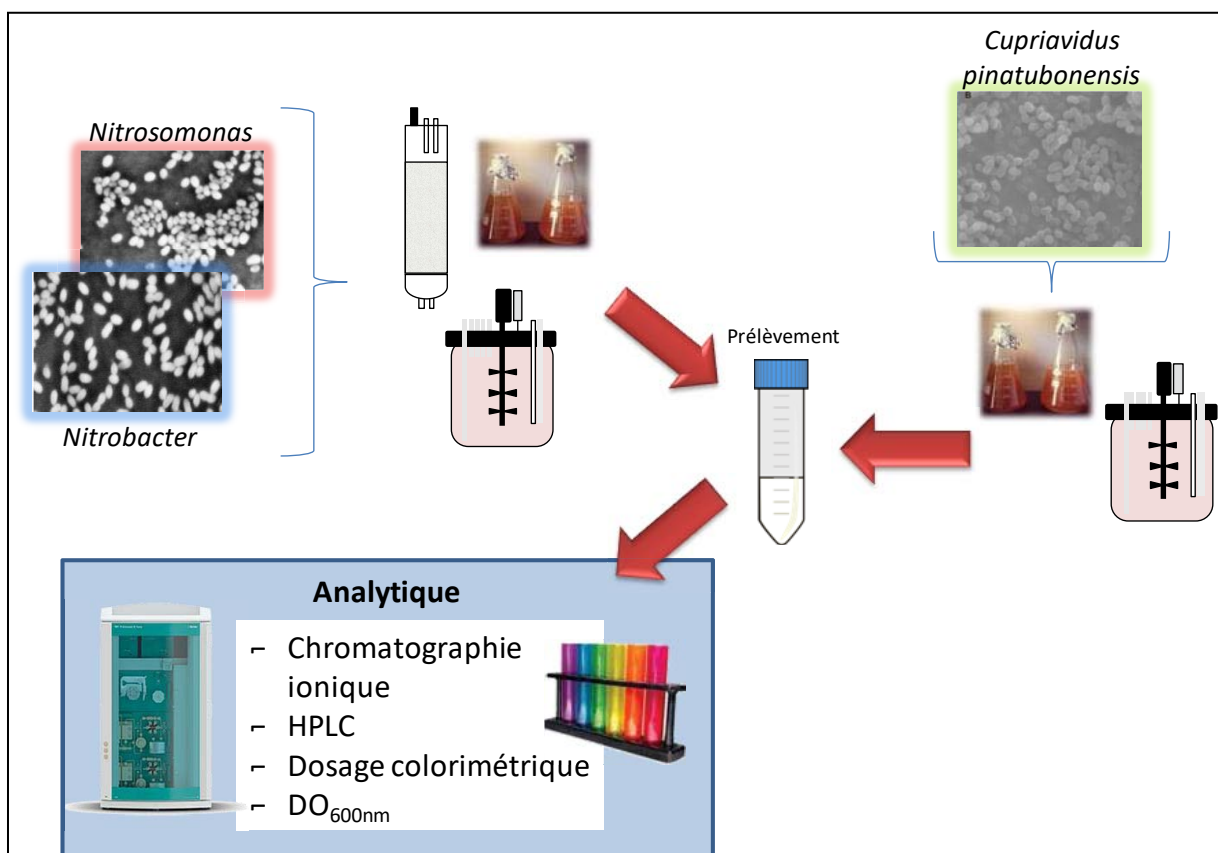 Cupriavidus
pinatubonensis
Nitrosomonas
Nitrobacter
Prélèvement
Analytique
⌐ Chromatographie
ionique
⌐ HPLC
⌐ Dosage colorimétrique
⌐ DO600nm